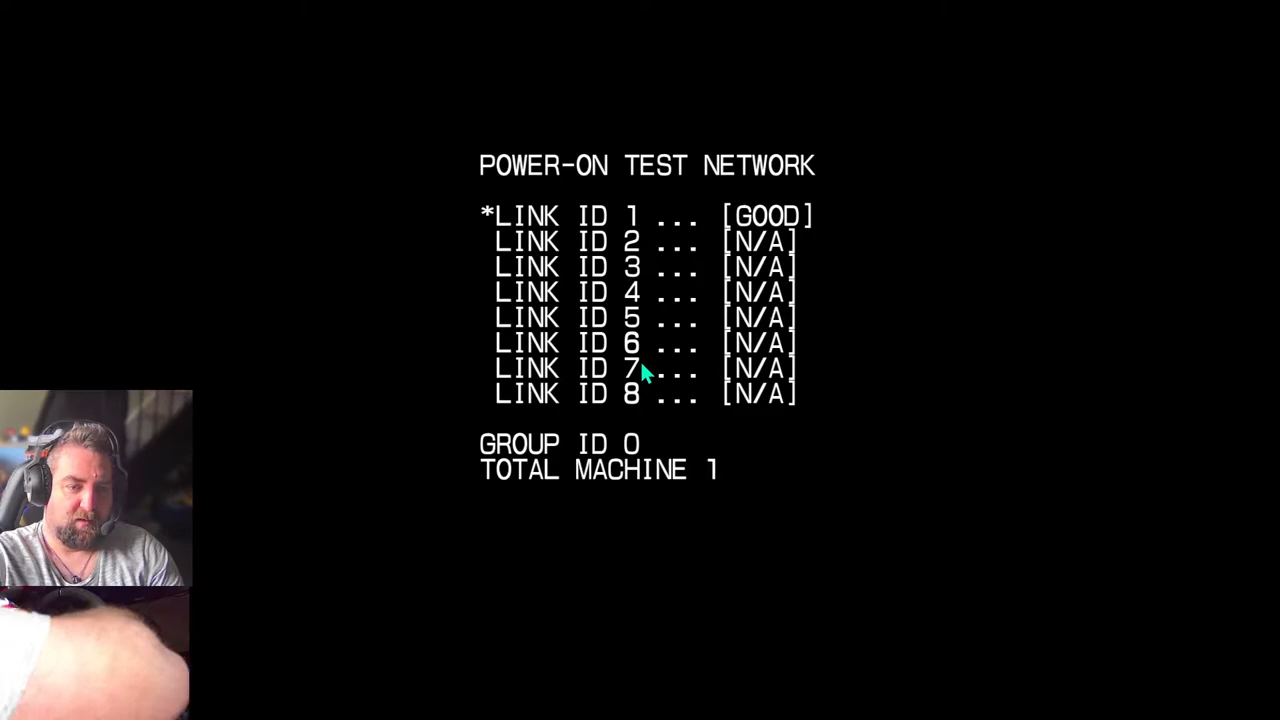 POWER-ON TEST NETWORK
*LINK ID 1 ... [GOOD]
LINK ID 2 ... [N/A]
LINK ID 3 ... [N/A]
LINK ID 4 ... [N/A]
LINK ID 5 ... [N/A]
LINK ID 6 ... [N/A]
LINK ID 7 ... [N/A]
LINK ID 8 ... [N/A]
GROUP ID 0
TOTAL MACHINE 1